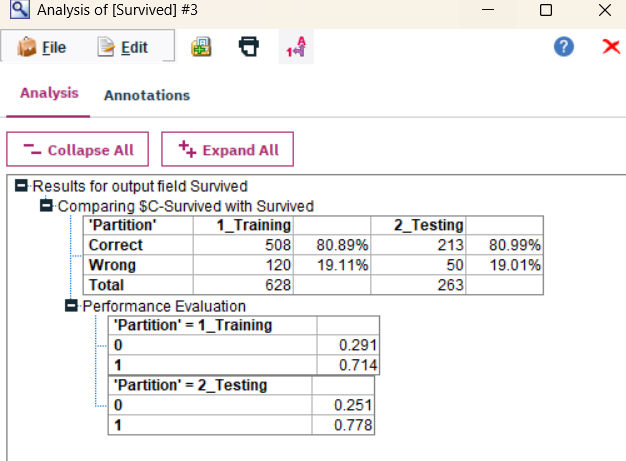 Analysis of [Survived] #3
File Edit
Analysis Annotations
Collapse All Expand All
Results for output field Survived
Comparing $C-Survived with Survived
'Partition' 1_Training 2_Testing
Correct 508 80.89% 213 80.99%
Wrong 120 19.11% 50 19.01%
Total 628 263
Performance Evaluation
'Partition' = 1_Training
0 0.291
1 0.714
'Partition' = 2_Testing
0 0.251
1 0.778